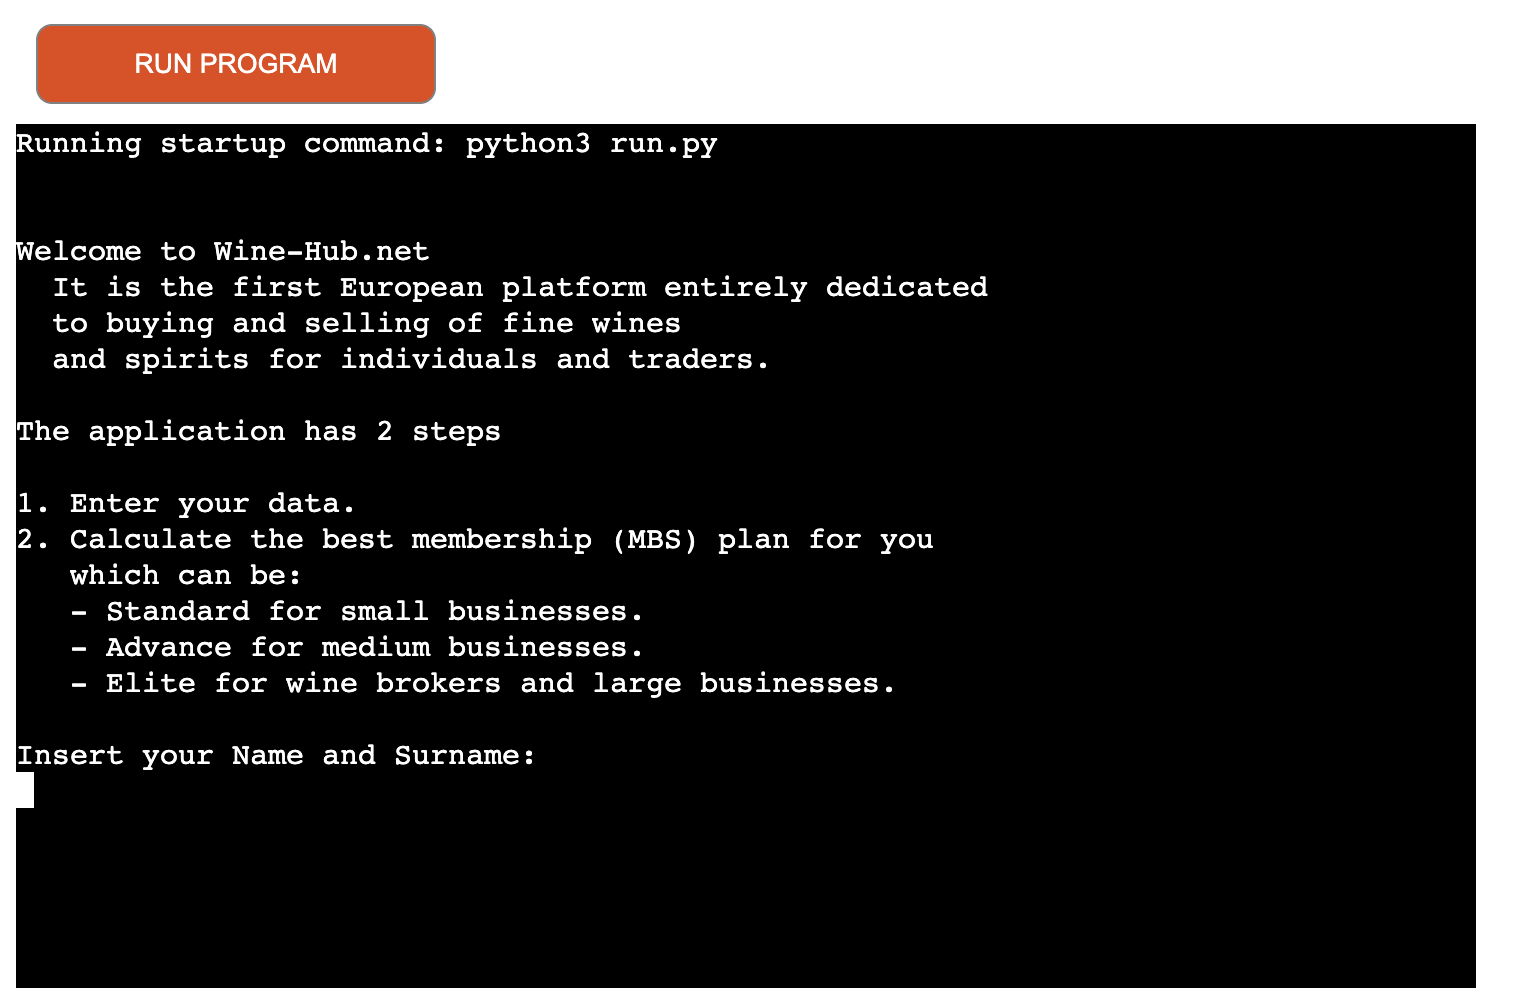 RUN PROGRAM
Running startup command: python3 run.py
Welcome to Wine-Hub.net
It is the first European platform entirely dedicated
to buying and selling of fine wines
and spirits for individuals and traders.
The application has 2 steps
1. Enter your data.
2. Calculate the best membership (MBS) plan for you
which can be:
- Standard for small businesses.
- Advance for medium businesses.
- Elite for wine brokers and large businesses.
Insert your Name and Surname: